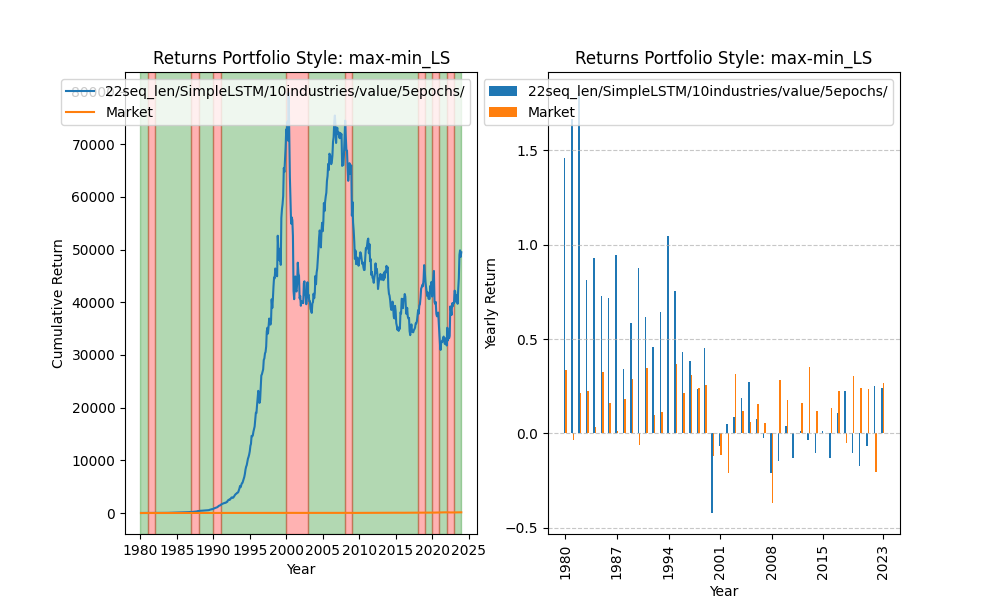 Returns Portfolio Style: max-min_LS
22seq_len/SimpleLSTM/10industries/value/5epochs/
Market
80000
70000
60000
50000
40000
30000
20000
10000
0
Cumulative Return
1980 1985 1990 1995 2000 2005 2010 2015 2020 2025
Year
Returns Portfolio Style: max-min_LS
22seq_len/SimpleLSTM/10industries/value/5epochs/
Market
1.5
1.0
0.5
0.0
−0.5
Yearly Return
1980 1987 1994 2001 2008 2015 2023
Year